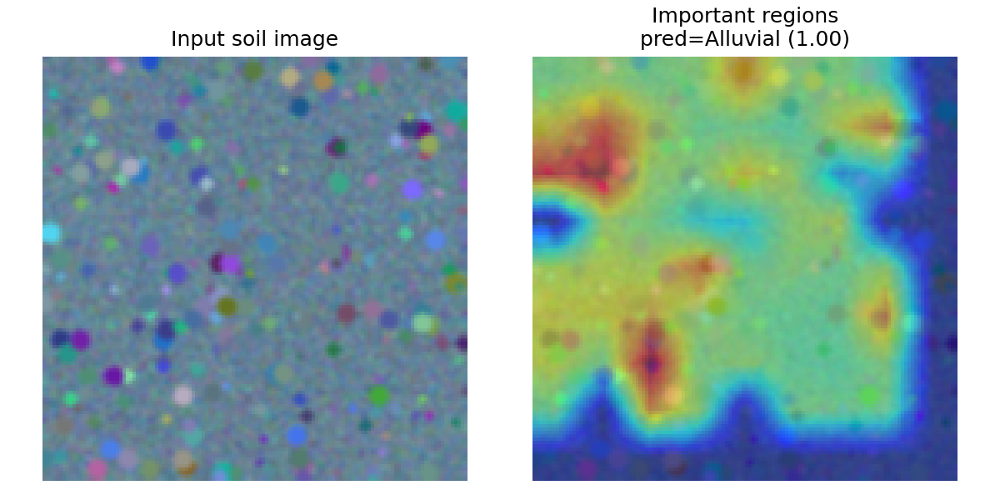 Input soil image
Important regions
pred=Alluvial (1.00)